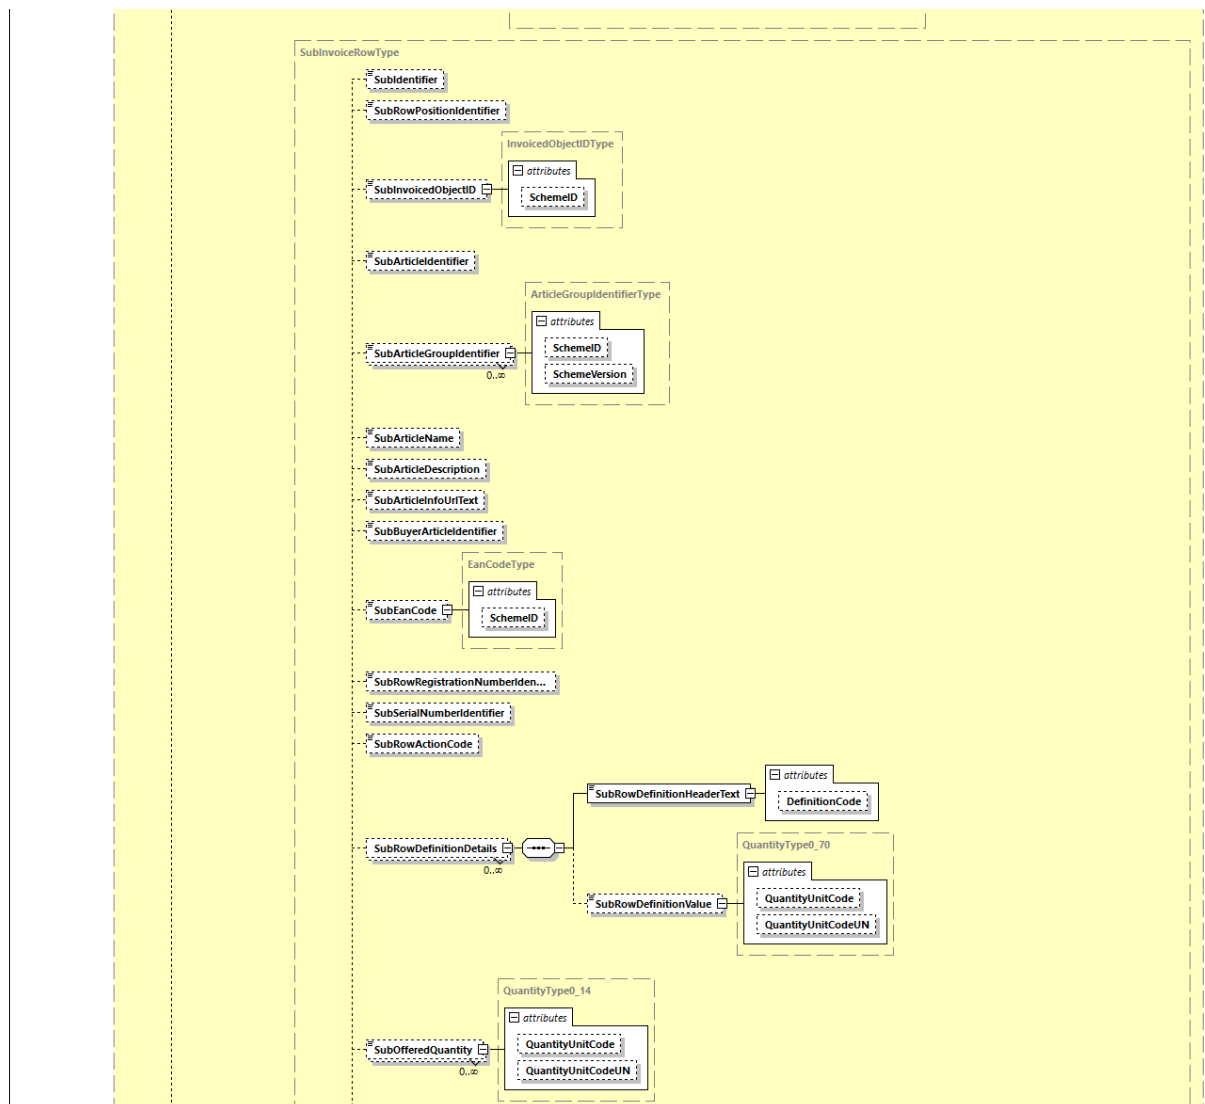 SubInvoiceRowType
SubIdentifier
SubRowPositionIdentifier
InvoicedObjectIDType
attributes
SubInvoicedObjectID
SchemeID
SubArticleIdentifier
ArticleGroupIdentifierType
attributes
SchemeID
SubArticleGroupIdentifier
0..∞
SchemeVersion
SubArticleName
SubArticleDescription
SubArticleInfoUrlText
SubBuyerArticleIdentifier
EanCodeType
attributes
SubEanCode
SchemeID
SubRowRegistrationNumberIden...
SubSerialNumberIdentifier
SubRowActionCode
attributes
SubRowDefinitionHeaderText
DefinitionCode
SubRowDefinitionDetails
0..∞
QuantityType0_70
attributes
QuantityUnitCode
SubRowDefinitionValue
QuantityUnitCodeUN
QuantityType0_14
attributes
QuantityUnitCode
SubOfferedQuantity
0..∞
QuantityUnitCodeUN